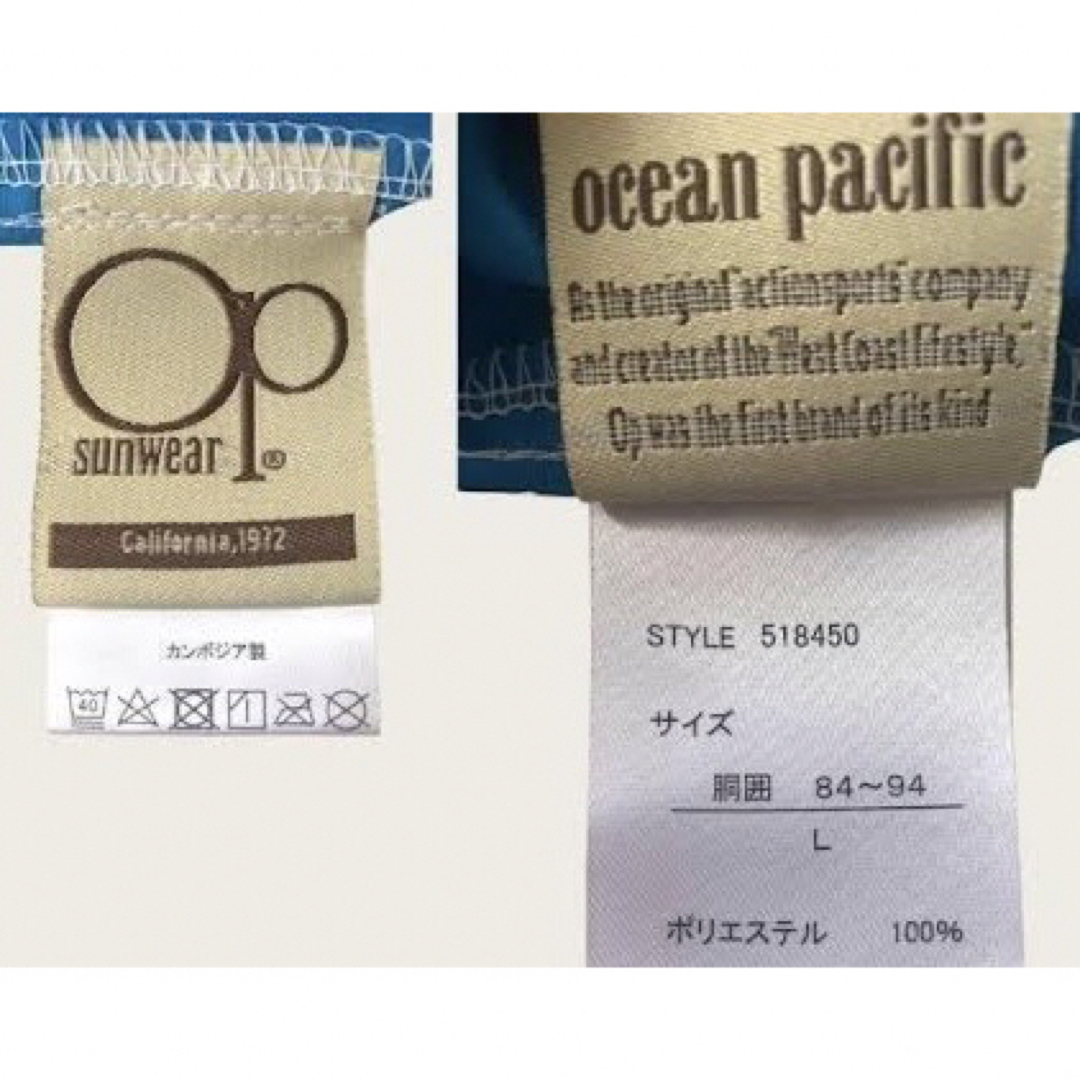 Op
sunwear®
California,1972
カンボジア製
40
ocean pacific
As the original "actionsports" company
and creator of the "West Coast lifestyle,"
Op was the first brand of its kind
STYLE 518450
サイズ
胴囲 84～94
L
ポリエステル 100%